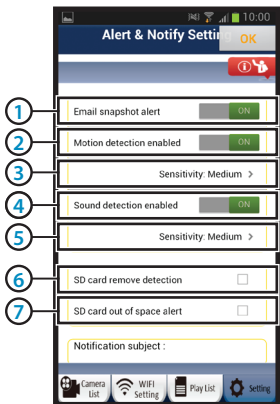 10:00
Alert & Notify Setting
OK
1 Email snapshot alert ON
2 Motion detection enabled ON
3 Sensitivity: Medium >
4 Sound detection enabled ON
5 Sensitivity: Medium >
6 SD card remove detection
7 SD card out of space alert
Notification subject :
Camera List
WIFI Setting
Play List
Setting